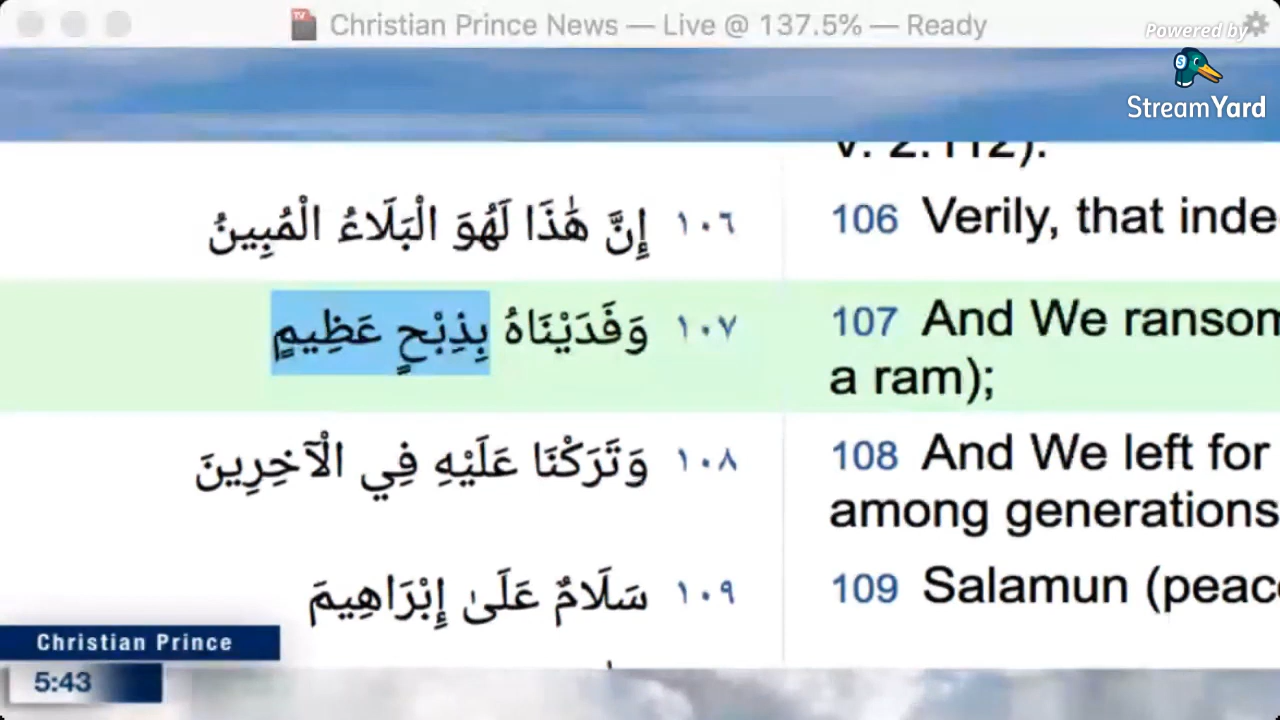 Christian Prince News — Live @ 137.5% — Ready
Powered by
StreamYard
v. 2:112).
إِنَّ هَٰذَا لَهُوَ الْبَلَاءُ الْمُبِينُ ١٠٦
106 Verily, that inde
وَفَدَيْنَاهُ بِذِبْحٍ عَظِيمٍ ١٠٧
107 And We ransom
a ram);
وَتَرَكْنَا عَلَيْهِ فِي الْآخِرِينَ ١٠٨
108 And We left for
among generations
سَلَامٌ عَلَىٰ إِبْرَاهِيمَ ١٠٩
109 Salamun (peac
Christian Prince
5:43